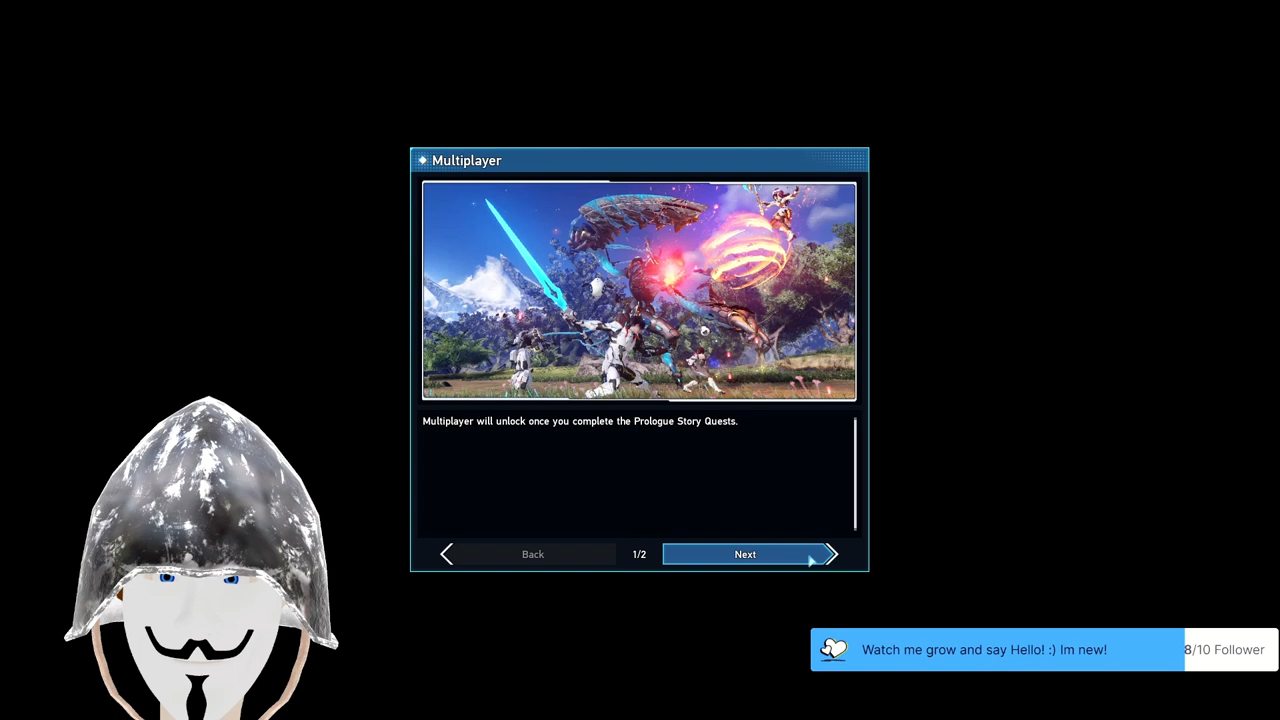 Multiplayer
Multiplayer will unlock once you complete the Prologue Story Quests.
Back
1/2
Next
Watch me grow and say Hello! :) Im new!
8/10 Follower